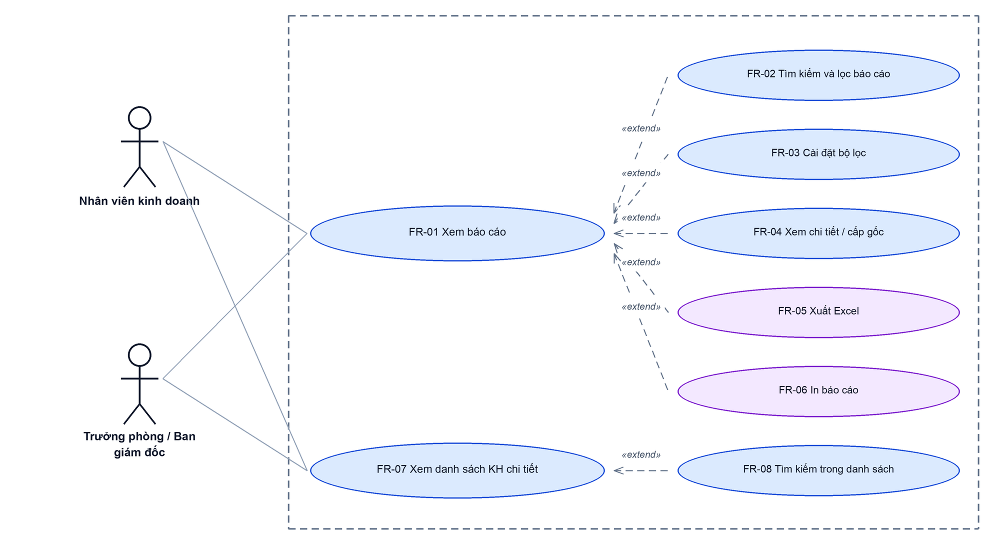 Nhân viên kinh doanh
Trưởng phòng / Ban
giám đốc
FR-01 Xem báo cáo
FR-07 Xem danh sách KH chi tiết
«extend»
«extend»
«extend»
«extend»
«extend»
«extend»
FR-02 Tìm kiếm và lọc báo cáo
FR-03 Cài đặt bộ lọc
FR-04 Xem chi tiết / cấp gốc
FR-05 Xuất Excel
FR-06 In báo cáo
FR-08 Tìm kiếm trong danh sách